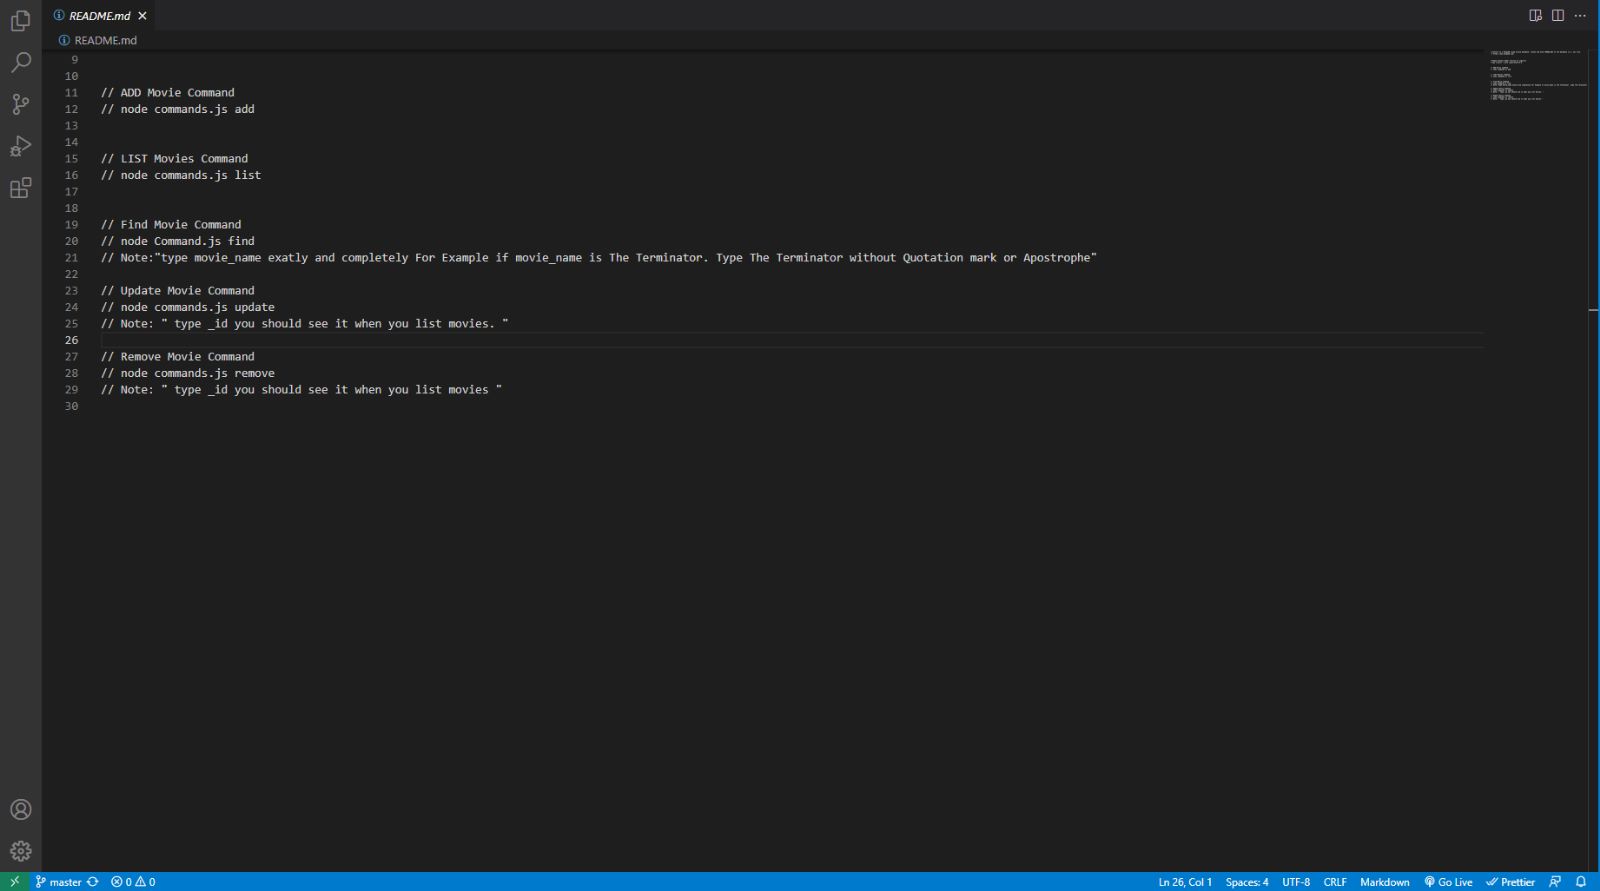 README.md
README.md
9
10
11 // ADD Movie Command
12 // node commands.js add
13
14
15 // LIST Movies Command
16 // node commands.js list
17
18
19 // Find Movie Command
20 // node Command.js find
21 // Note:"type movie_name exatly and completely For Example if movie_name is The Terminator. Type The Terminator without Quotation mark or Apostrophe"
22
23 // Update Movie Command
24 // node commands.js update
25 // Note: " type _id you should see it when you list movies. "
26
27 // Remove Movie Command
28 // node commands.js remove
29 // Note: " type _id you should see it when you list movies "
30
master 0 0 Ln 26, Col 1 Spaces: 4 UTF-8 CRLF Markdown Go Live Prettier